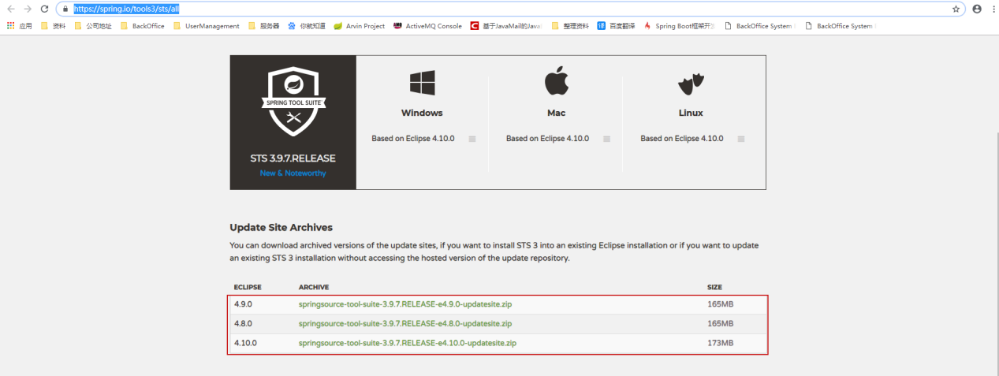 https://spring.io/tools3/sts/all
应用 资料 公司地址 BackOffice UserManagement 服务器 你就知道 Arvin Project ActiveMQ Console 基于JavaMail的Java 整理资料 译 百度翻译 Spring Boot框架开 BackOffice System BackOffice System
SPRING TOOL SUITE
STS 3.9.7.RELEASE
New & Noteworthy
Windows
Based on Eclipse 4.10.0
Mac
Based on Eclipse 4.10.0
Linux
Based on Eclipse 4.10.0
Update Site Archives
You can download archived versions of the update sites, if you want to install STS 3 into an existing Eclipse installation or if you want to update
an existing STS 3 installation without accessing the hosted version of the update repository.
ECLIPSE ARCHIVE SIZE
4.9.0 springsource-tool-suite-3.9.7.RELEASE-e4.9.0-updatesite.zip 165MB
4.8.0 springsource-tool-suite-3.9.7.RELEASE-e4.8.0-updatesite.zip 165MB
4.10.0 springsource-tool-suite-3.9.7.RELEASE-e4.10.0-updatesite.zip 173MB